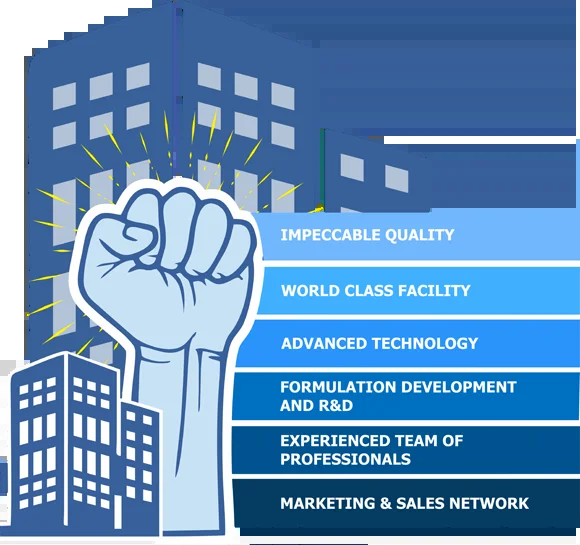 IMPECCABLE QUALITY
WORLD CLASS FACILITY
ADVANCED TECHNOLOGY
FORMULATION DEVELOPMENT
AND R&D
EXPERIENCED TEAM OF
PROFESSIONALS
MARKETING & SALES NETWORK